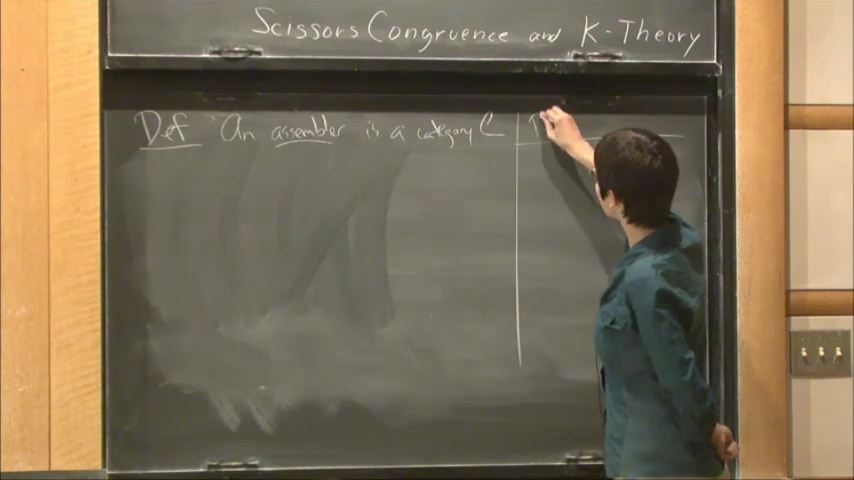 Scissors Congruence and K-Theory
Def An assembler is a category C